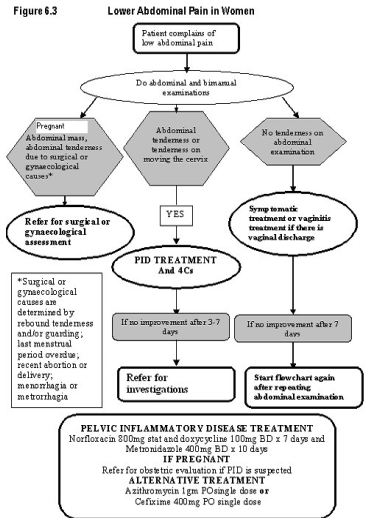 Figure 6.3 Lower Abdominal Pain in Women
Patient complains of
low abdominal pain
Do abdominal and bimanual
examinations
Pregnant
Abdominal mass,
abdominal tenderness
due to surgical or
gynaecological
causes*
Abdominal
tenderness or
tenderness on
moving the cervix
No tenderness on
abdominal
examination
Refer for surgical or
gynaecological
assessment
YES
Symptomatic
treatment or vaginitis
treatment if there is
vaginal discharge
PID TREATMENT
And 4Cs
*Surgical or
gynaecological
causes are
determined by
rebound tenderness
and/or guarding;
last menstrual
period overdue;
recent abortion or
delivery;
menorrhagia or
metrorrhagia
If no improvement after 3-7
days
If no improvement after 7
days
Refer for
investigations
Start flowchart again
after repeating
abdominal examination
PELVIC INFLAMMATORY DISEASE TREATMENT
Norfloxacin 800mg stat and doxycycline 100mg BD x 7 days and
Metronidazole 400mg BD x 10 days
IF PREGNANT
Refer for obstetric evaluation if PID is suspected
ALTERNATIVE TREATMENT
Azithromycin 1gm POsingle dose or
Cefixime 400mg PO single dose